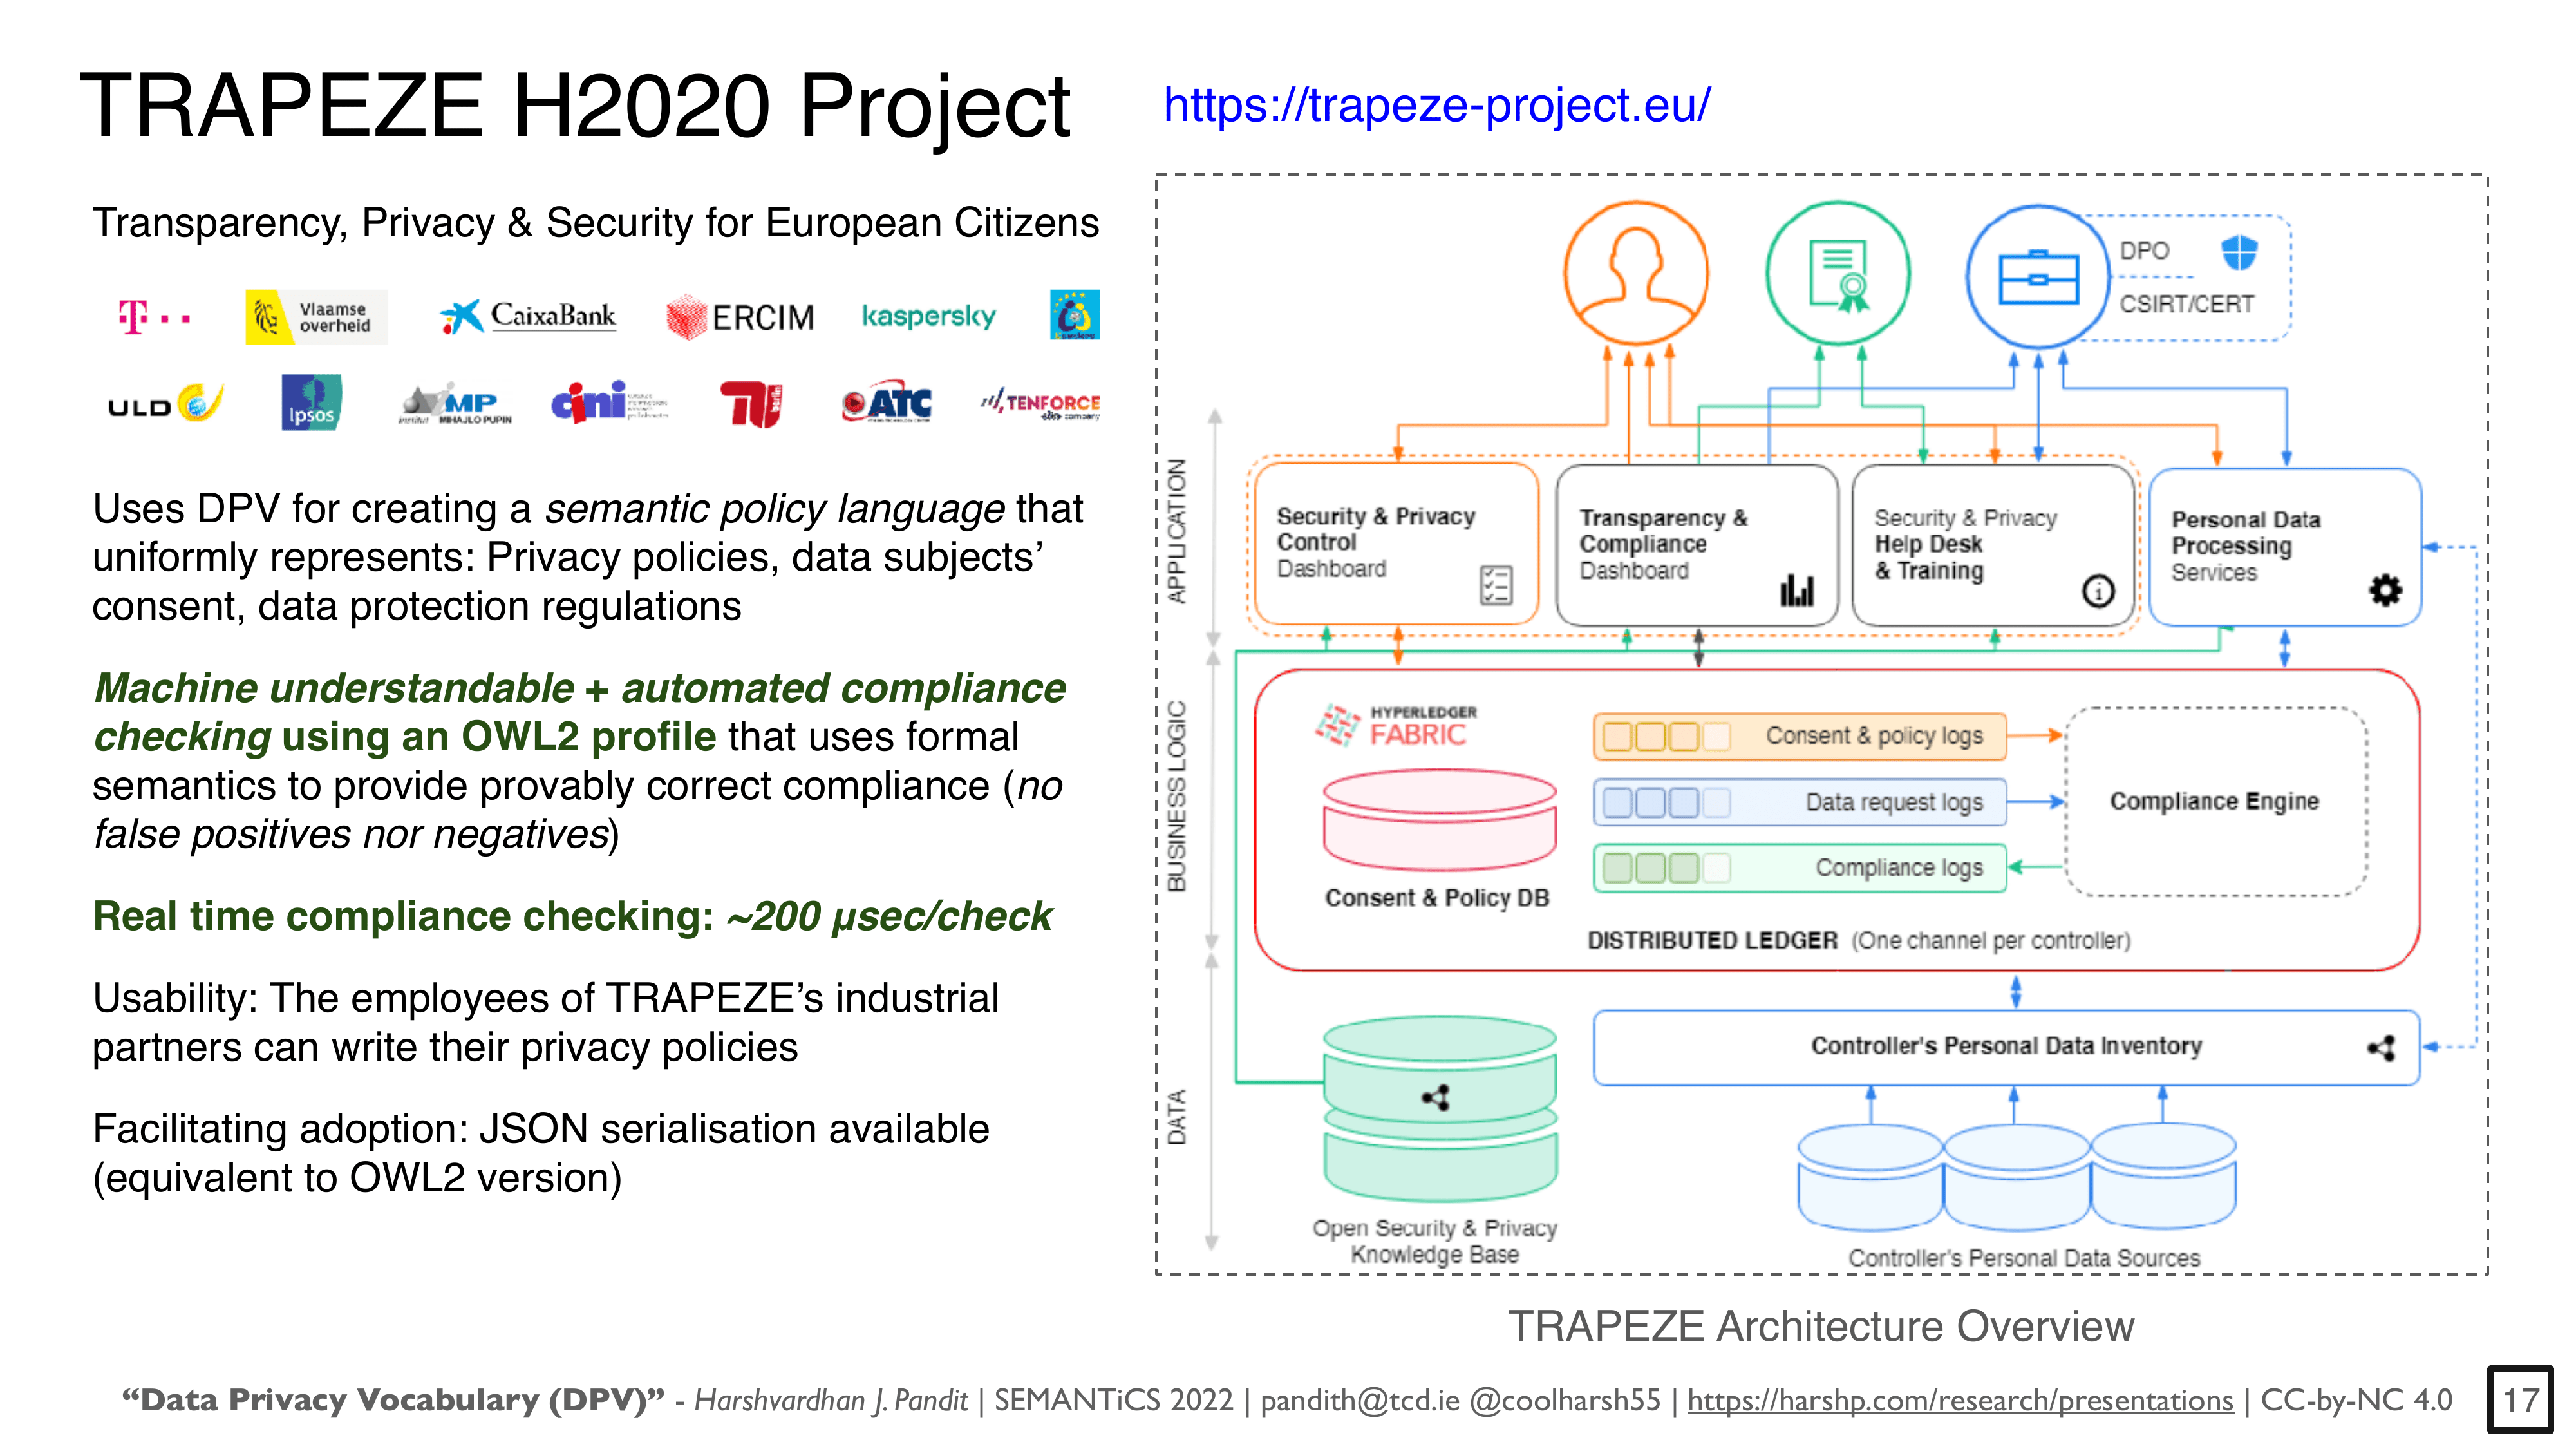 TRAPEZE H2020 Project
https://trapeze-project.eu/
Transparency, Privacy & Security for European Citizens
T
Vlaamse
overheid
CaixaBank
ERCIM
kaspersky
ULD
Ipsos
institut MIHAJLO PUPIN
IMP
cini
berlin
ATC
TENFORCE
company
Uses DPV for creating a semantic policy language that
uniformly represents: Privacy policies, data subjects’
consent, data protection regulations
Machine understandable + automated compliance
checking using an OWL2 profile that uses formal
semantics to provide provably correct compliance (no
false positives nor negatives)
Real time compliance checking: ~200 µsec/check
Usability: The employees of TRAPEZE’s industrial
partners can write their privacy policies
Facilitating adoption: JSON serialisation available
(equivalent to OWL2 version)
DPO
CSIRT/CERT
APPLICATION
Security & Privacy
Control
Dashboard
Transparency &
Compliance
Dashboard
Security & Privacy
Help Desk
& Training
Personal Data
Processing
Services
BUSINESS LOGIC
HYPERLEDGER
FABRIC
Consent & Policy DB
Consent & policy logs
Data request logs
Compliance logs
Compliance Engine
DISTRIBUTED LEDGER (One channel per controller)
DATA
Open Security & Privacy
Knowledge Base
Controller's Personal Data Inventory
Controller's Personal Data Sources
TRAPEZE Architecture Overview
“Data Privacy Vocabulary (DPV)” - Harshvardhan J. Pandit | SEMANTiCS 2022 | pandith@tcd.ie @coolharsh55 | https://harshp.com/research/presentations | CC-by-NC 4.0
17